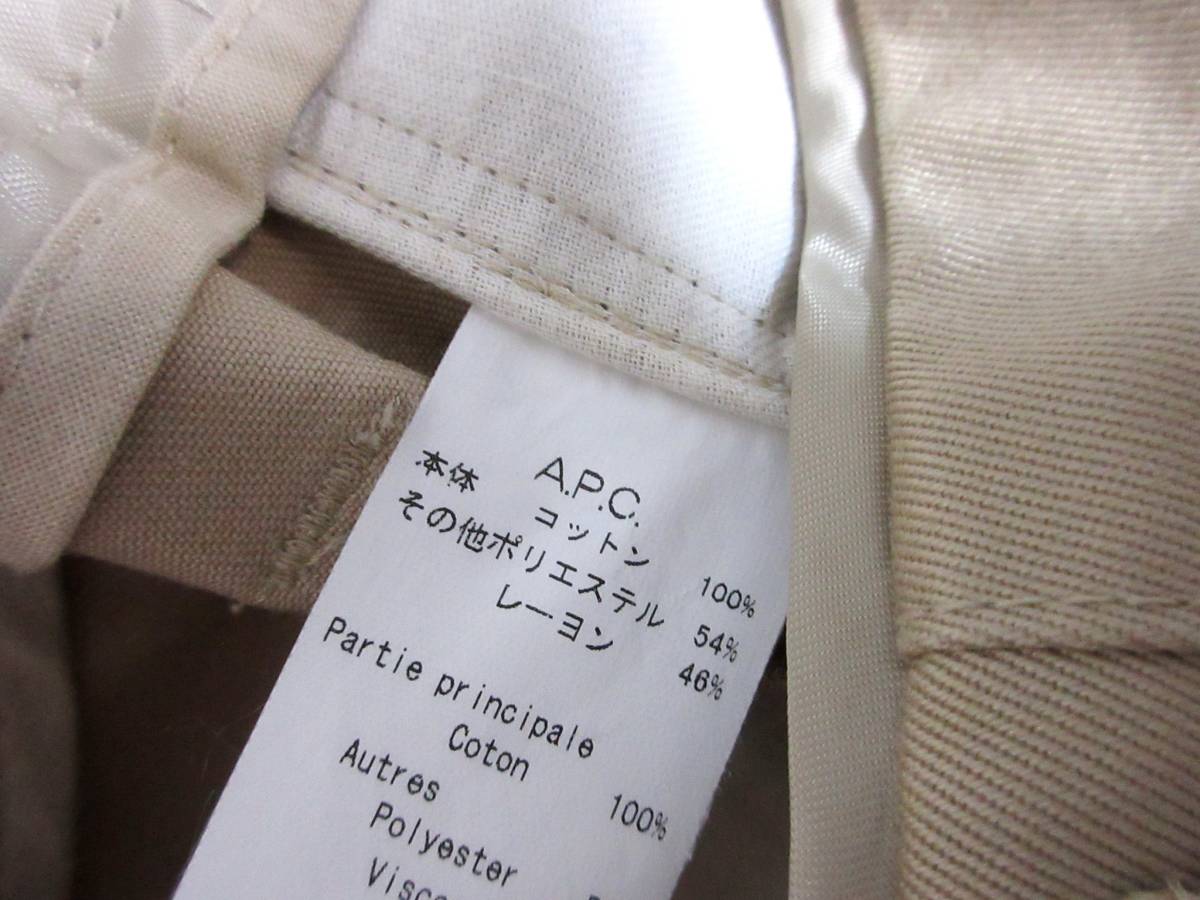 A.P.C.
本体 コットン 100%
その他ポリエステル 54%
レーヨン 46%
Partie principale
Coton 100%
Autres
Polyester